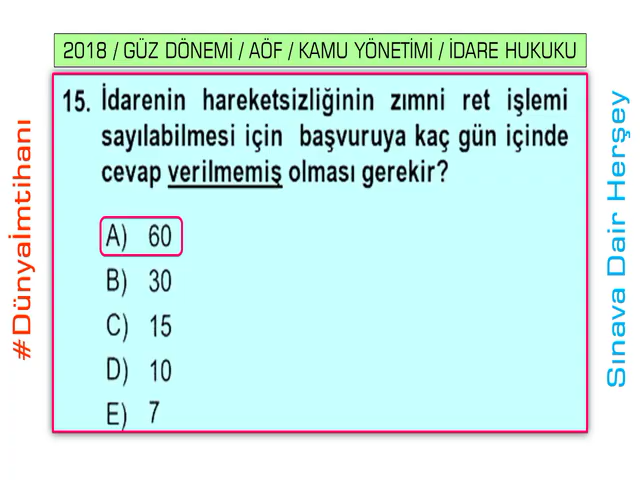 2018 / GÜZ DÖNEMİ / AÖF / KAMU YÖNETİMİ / İDARE HUKUKU
15. İdarenin hareketsizliğinin zımni ret işlemi
sayılabilmesi için başvuruya kaç gün içinde
cevap verilmemiş olması gerekir?
A) 60
B) 30
C) 15
D) 10
E) 7
#Dünyaİmtihanı
Sınava Dair Herşey